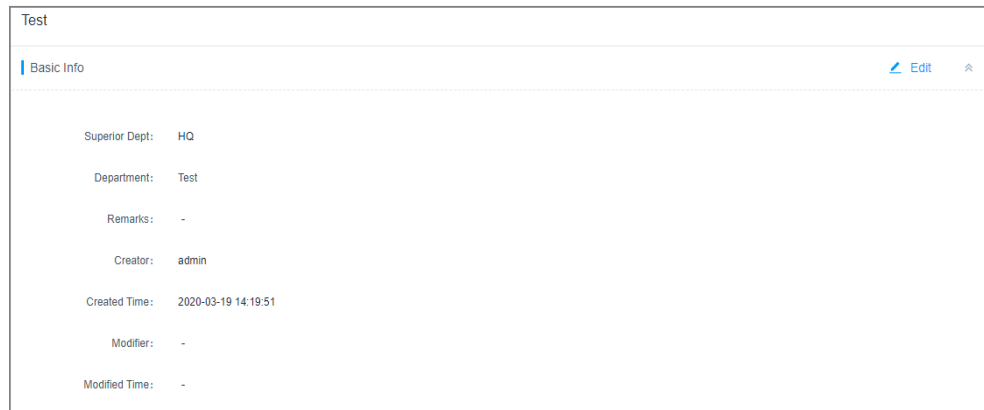 Test
Basic Info Edit
Superior Dept: HQ
Department: Test
Remarks: -
Creator: admin
Created Time: 2020-03-19 14:19:51
Modifier: -
Modified Time: -